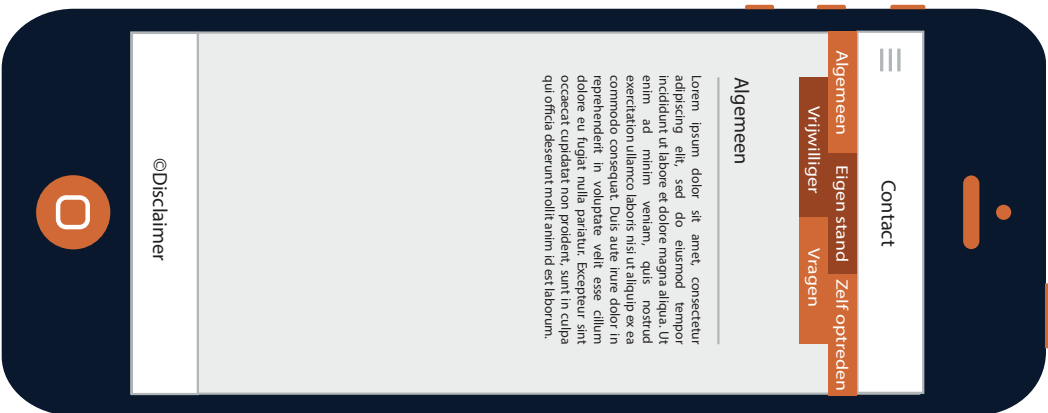 Contact
Algemeen Eigen stand Zelf optreden
Vrijwilliger Vragen
Algemeen
Lorem ipsum dolor sit amet, consectetur
adipiscing elit, sed do eiusmod tempor
incididunt ut labore et dolore magna aliqua. Ut
enim ad minim veniam, quis nostrud
exercitation ullamco laboris nisi ut aliquip ex ea
commodo consequat. Duis aute irure dolor in
reprehenderit in voluptate velit esse cillum
dolore eu fugiat nulla pariatur. Excepteur sint
occaecat cupidatat non proident, sunt in culpa
qui officia deserunt mollit anim id est laborum.
©Disclaimer